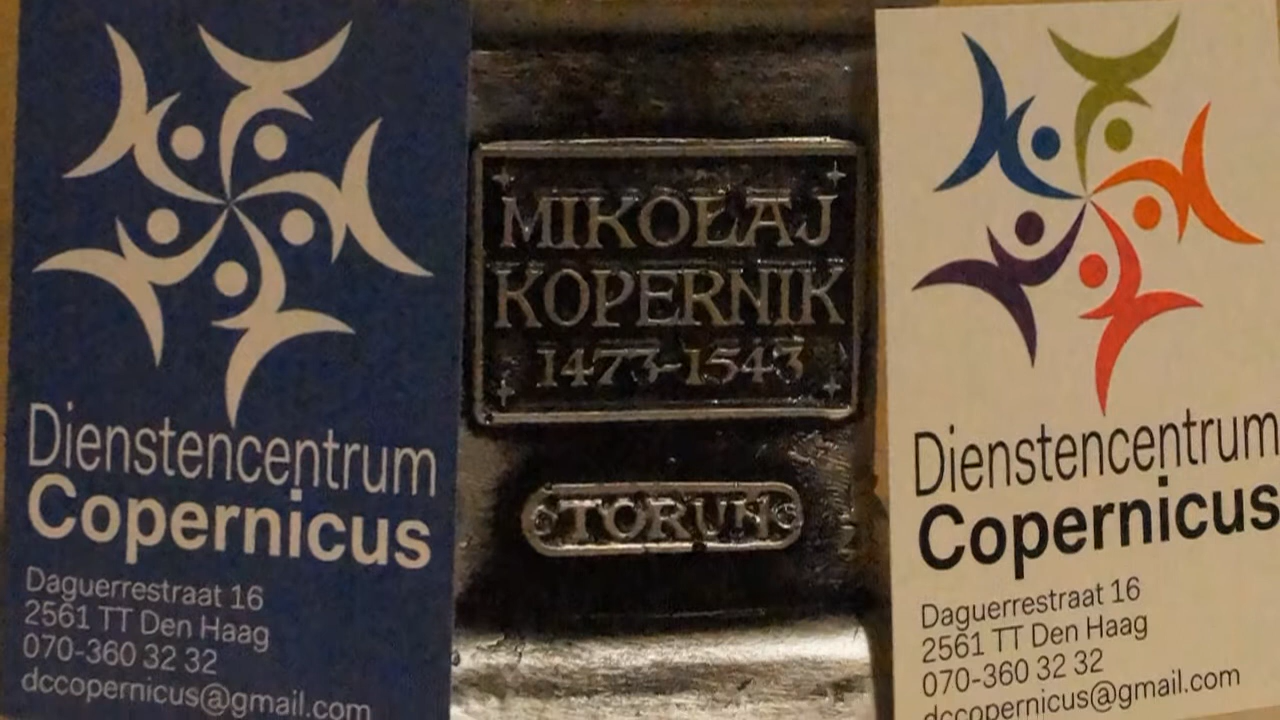 Dienstencentrum
Copernicus
Daguerrestraat 16
2561 TT Den Haag
070-360 32 32
dccopernicus@gmail.com
MIKOŁAJ
KOPERNIK
1473-1543
TORUŃ
Dienstencentrum
Copernicus
Daguerrestraat 16
2561 TT Den Haag
070-360 32 32
dccopernicus@gmail.com